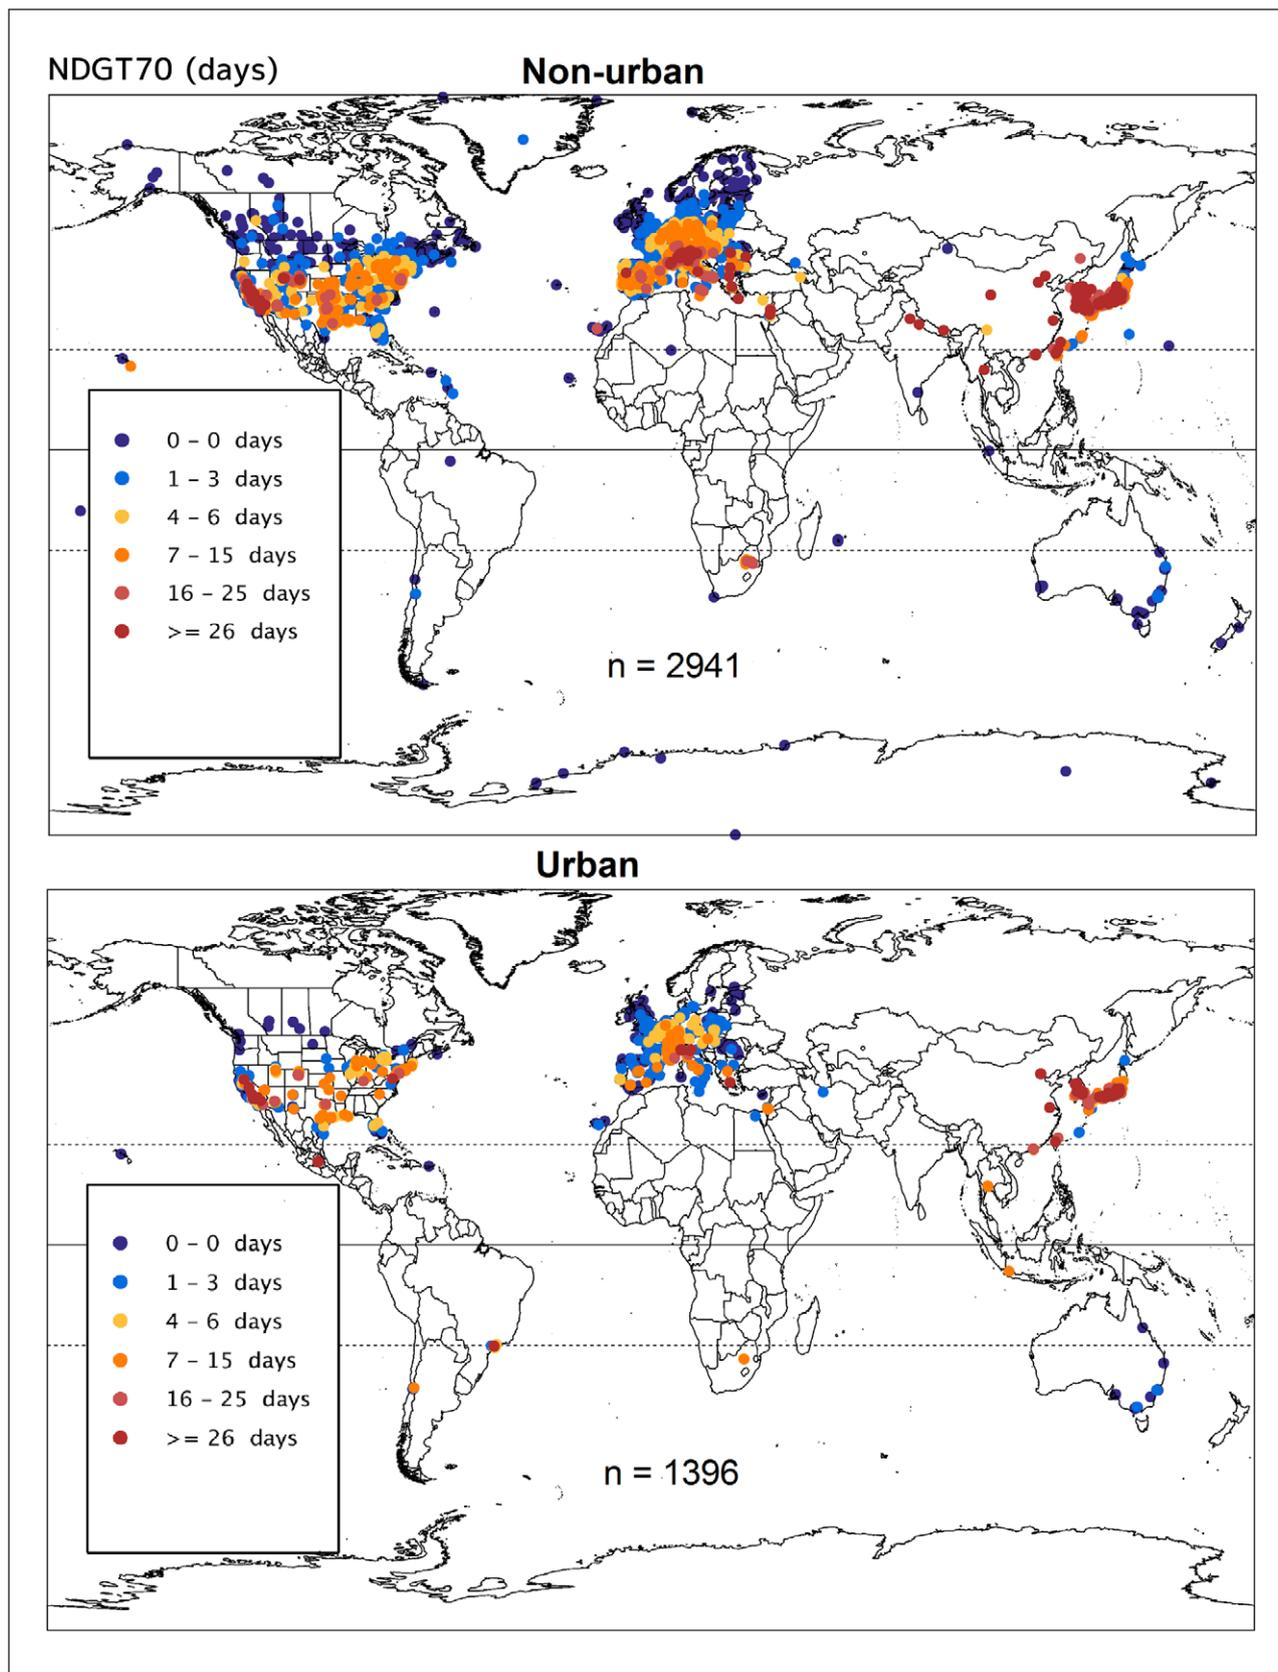 NDGT70 (days)
Non-urban
0 – 0 days
1 – 3 days
4 – 6 days
7 – 15 days
16 – 25 days
>= 26 days
n = 2941
Urban
0 – 0 days
1 – 3 days
4 – 6 days
7 – 15 days
16 – 25 days
>= 26 days
n = 1396